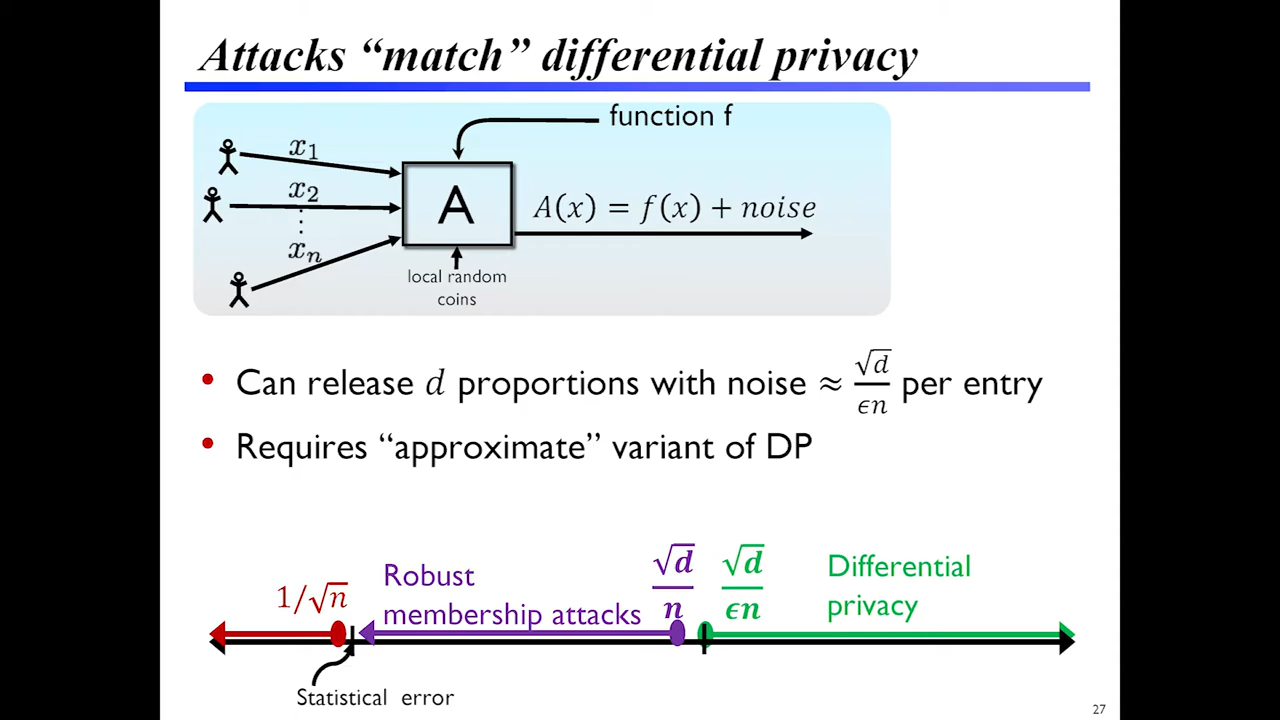 Attacks “match” differential privacy
function f
x₁
x₂
⋮
xₙ
A
A(x) = f(x) + noise
local random
coins
• Can release d proportions with noise ≈ √d/ϵn per entry
• Requires “approximate” variant of DP
1/√n
Robust
membership attacks
√d/n
√d/ϵn
Differential
privacy
Statistical error
27